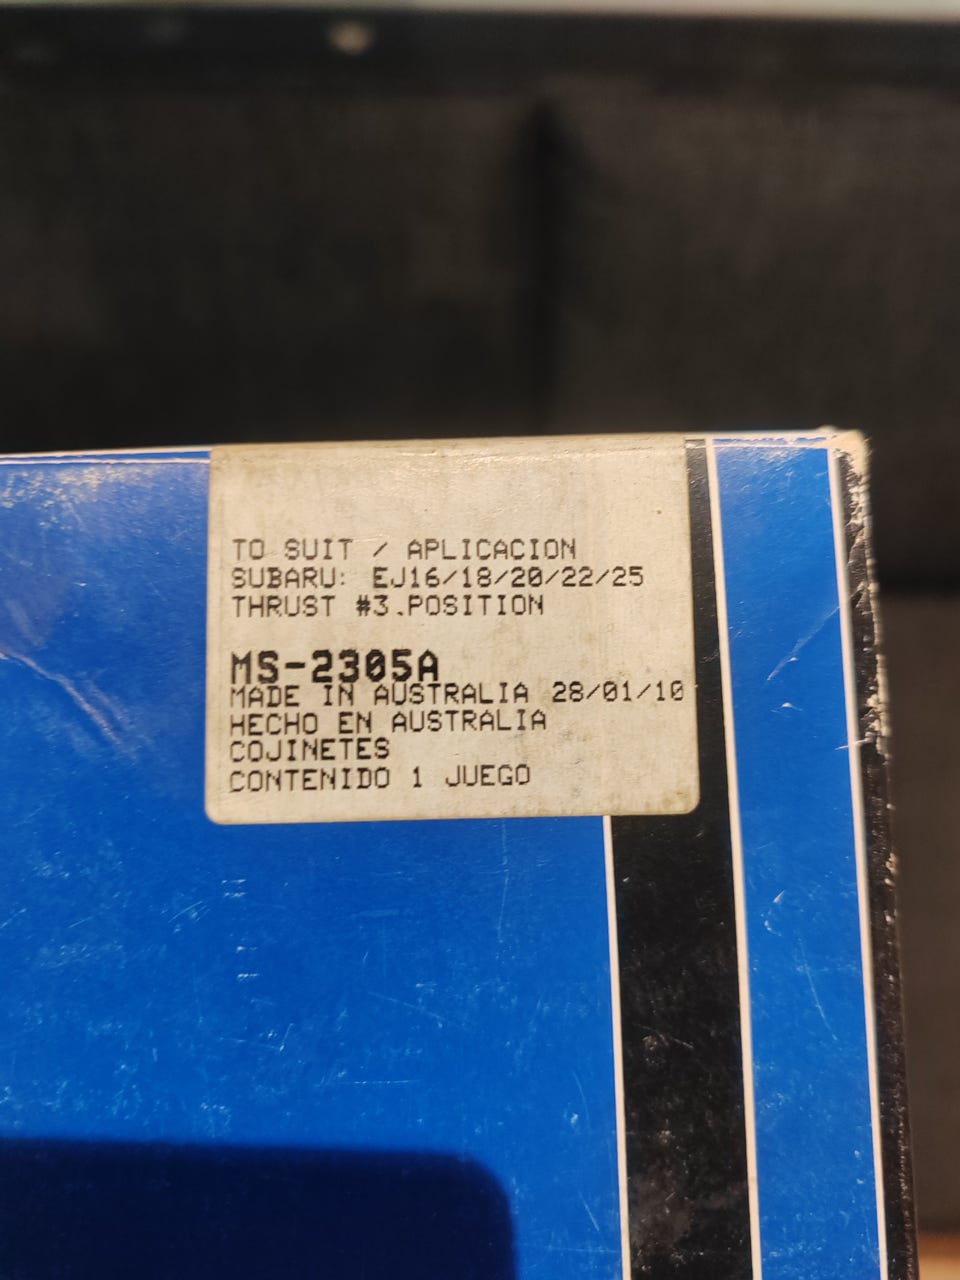 TO SUIT / APLICACION
SUBARU: EJ16/18/20/22/25
THRUST #3.POSITION
MS-2305A
MADE IN AUSTRALIA 28/01/10
HECHO EN AUSTRALIA
COJINETES
CONTENIDO 1 JUEGO